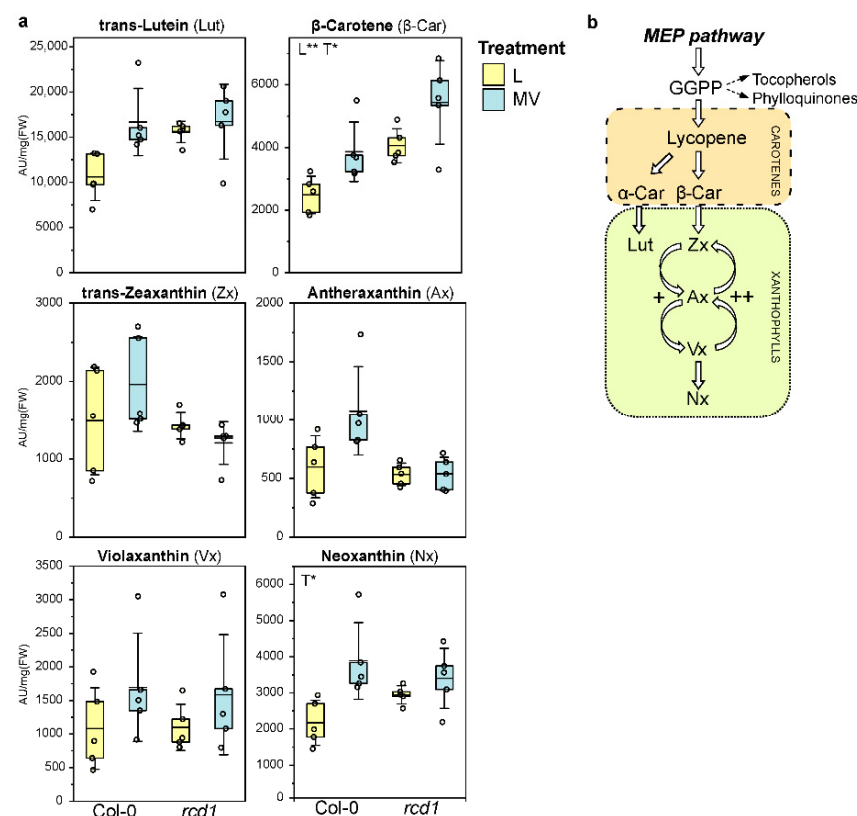 a
trans-Lutein (Lut)
AU/mg(FW)
25,000
20,000
15,000
10,000
5,000
0
β-Carotene (β-Car)
L** T*
6000
4000
2000
0
Treatment
L
MV
trans-Zeaxanthin (Zx)
AU/mg(FW)
3000
2000
1000
0
Antheraxanthin (Ax)
2000
1500
1000
500
0
Violaxanthin (Vx)
AU/mg(FW)
3500
3000
2500
2000
1500
1000
500
0
Col-0
rcd1
Neoxanthin (Nx)
T*
6000
5000
4000
3000
2000
1000
0
Col-0
rcd1
b
MEP pathway
GGPP
Tocopherols
Phylloquinones
Lycopene
CAROTENES
α-Car β-Car
Lut
Zx
+ Ax ++
XANTHOPHYLLS
Vx
Nx